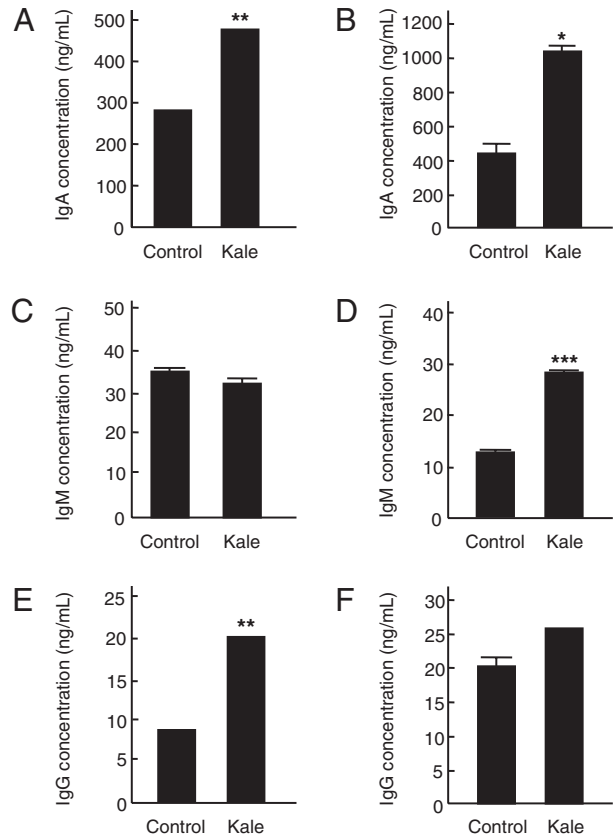 A
IgA concentration (ng/mL)
500
400
300
200
100
0
**
Control Kale
B
IgA concentration (ng/mL)
1200
1000
800
600
400
200
0
*
Control Kale
C
IgM concentration (ng/mL)
50
40
30
20
10
0
Control Kale
D
IgM concentration (ng/mL)
40
30
20
10
0
***
Control Kale
E
IgG concentration (ng/mL)
25
20
15
10
5
0
**
Control Kale
F
IgG concentration (ng/mL)
30
25
20
15
10
5
0
Control Kale